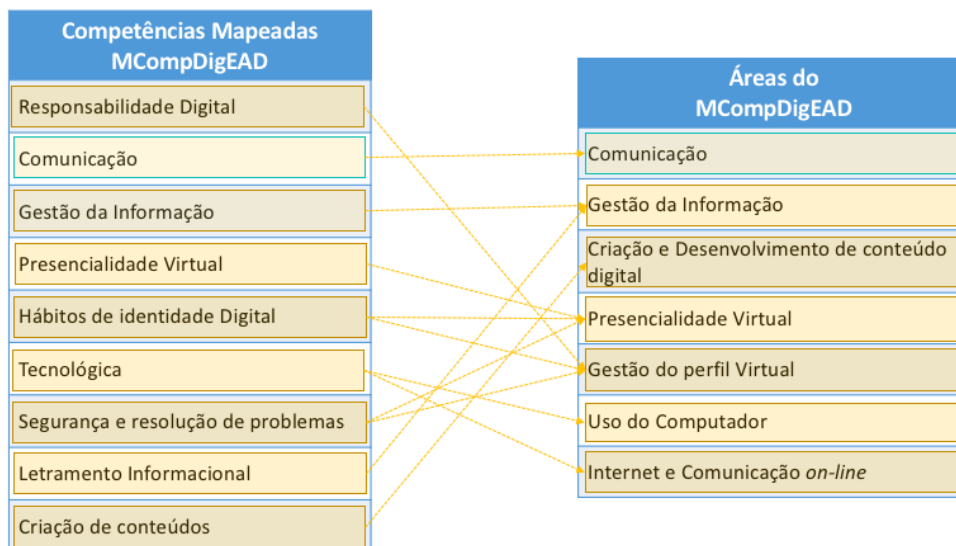 Competências Mapeadas
MCompDigEAD
Responsabilidade Digital
Comunicação
Gestão da Informação
Presencialidade Virtual
Hábitos de identidade Digital
Tecnológica
Segurança e resolução de problemas
Letramento Informacional
Criação de conteúdos
Áreas do
MCompDigEAD
Comunicação
Gestão da Informação
Criação e Desenvolvimento de conteúdo
digital
Presencialidade Virtual
Gestão do perfil Virtual
Uso do Computador
Internet e Comunicação on-line